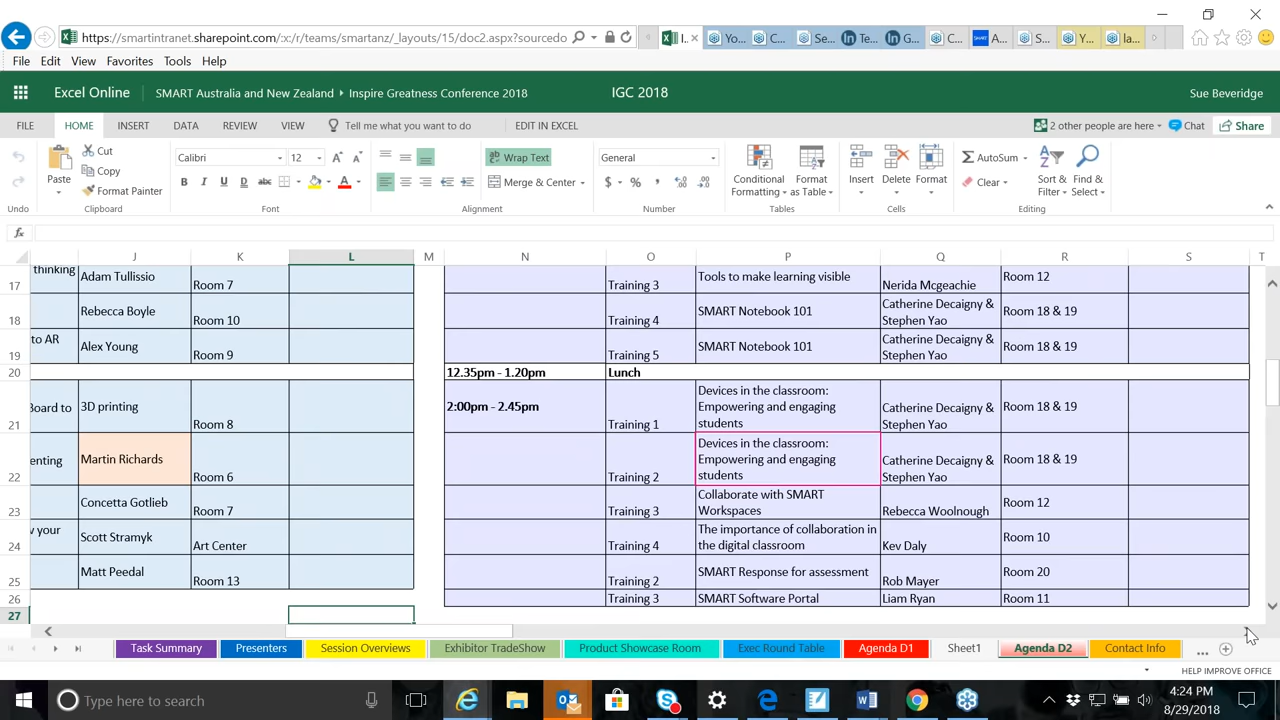 https://smartintranet.sharepoint.com/:x:/r/teams/smartanz/_layouts/15/doc2.aspx?sourcedo
I... Yo... C... Se... Te... G... C... A... S... Y... la...
File Edit View Favorites Tools Help
Excel Online SMART Australia and New Zealand Inspire Greatness Conference 2018 IGC 2018 Sue Beveridge
FILE HOME INSERT DATA REVIEW VIEW Tell me what you want to do EDIT IN EXCEL 2 other people are here Chat Share
Paste Cut Copy Format Painter
Calibri 12 Wrap Text General
B I U D abc Merge & Center $ % , .00 .00
Conditional Formatting Format as Table Insert Delete Format
AutoSum Clear Sort & Filter Find & Select
Undo Clipboard Font Alignment Number Tables Cells Editing
fx
J K L M N O P Q R S T
17 thinking Adam Tullissio Room 7 Training 3 Tools to make learning visible Nerida Mcgeachie Room 12
18 Rebecca Boyle Room 10 Training 4 SMART Notebook 101 Catherine Decaigny & Stephen Yao Room 18 & 19
19 to AR Alex Young Room 9 Training 5 SMART Notebook 101 Catherine Decaigny & Stephen Yao Room 18 & 19
20 12.35pm - 1.20pm Lunch
21 Board to 3D printing Room 8 2:00pm - 2.45pm Training 1 Devices in the classroom: Empowering and engaging students Catherine Decaigny & Stephen Yao Room 18 & 19
22 enting Martin Richards Room 6 Training 2 Devices in the classroom: Empowering and engaging students Catherine Decaigny & Stephen Yao Room 18 & 19
23 Concetta Gotlieb Room 7 Training 3 Collaborate with SMART Workspaces Rebecca Woolnough Room 12
24 w your Scott Stramyk Art Center Training 4 The importance of collaboration in the digital classroom Kev Daly Room 10
25 Matt Peedal Room 13 Training 2 SMART Response for assessment Rob Mayer Room 20
26 Training 3 SMART Software Portal Liam Ryan Room 11
27
Task Summary Presenters Session Overviews Exhibitor TradeShow Product Showcase Room Exec Round Table Agenda D1 Sheet1 Agenda D2 Contact Info ...
HELP IMPROVE OFFICE
Type here to search
4:24 PM
8/29/2018